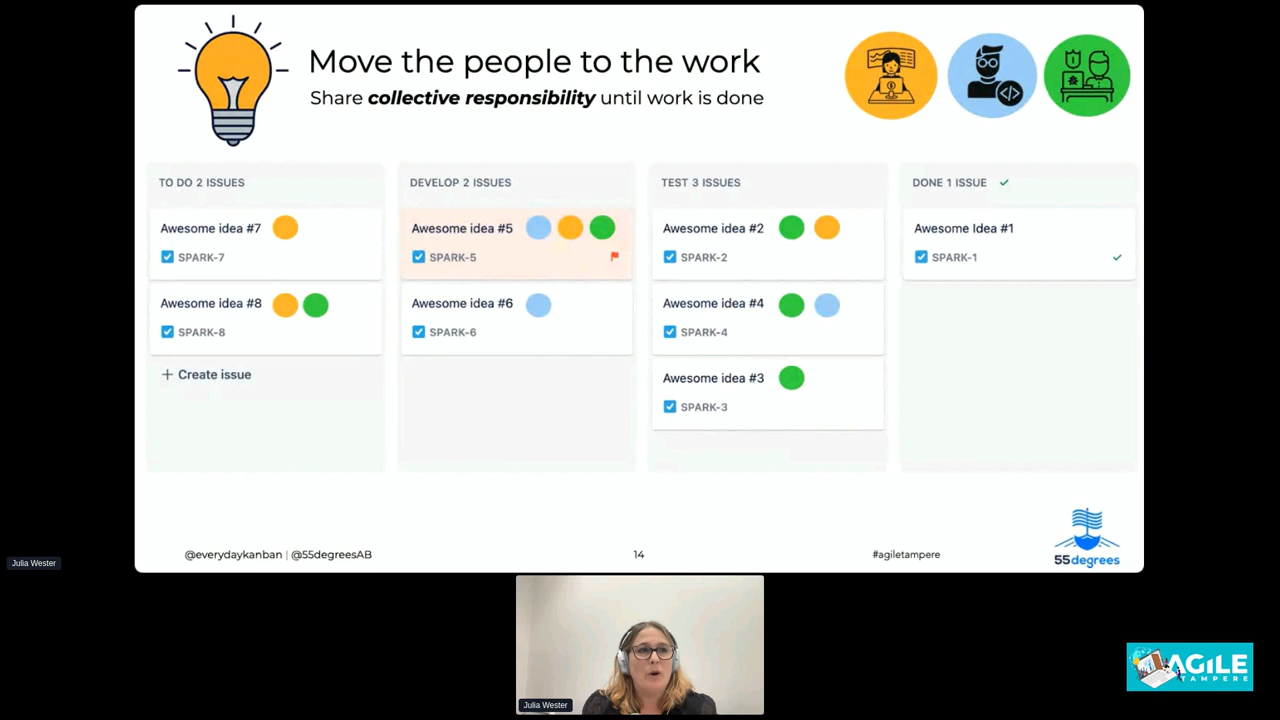 Move the people to the work
Share collective responsibility until work is done
TO DO 2 ISSUES
Awesome idea #7
SPARK-7
Awesome idea #8
SPARK-8
+ Create issue
DEVELOP 2 ISSUES
Awesome idea #5
SPARK-5
Awesome idea #6
SPARK-6
TEST 3 ISSUES
Awesome idea #2
SPARK-2
Awesome idea #4
SPARK-4
Awesome idea #3
SPARK-3
DONE 1 ISSUE
Awesome Idea #1
SPARK-1
@everydaykanban | @55degreesAB
14
#agiletampere
55degrees
Julia Wester
Julia Wester
AGILE
TAMPERE